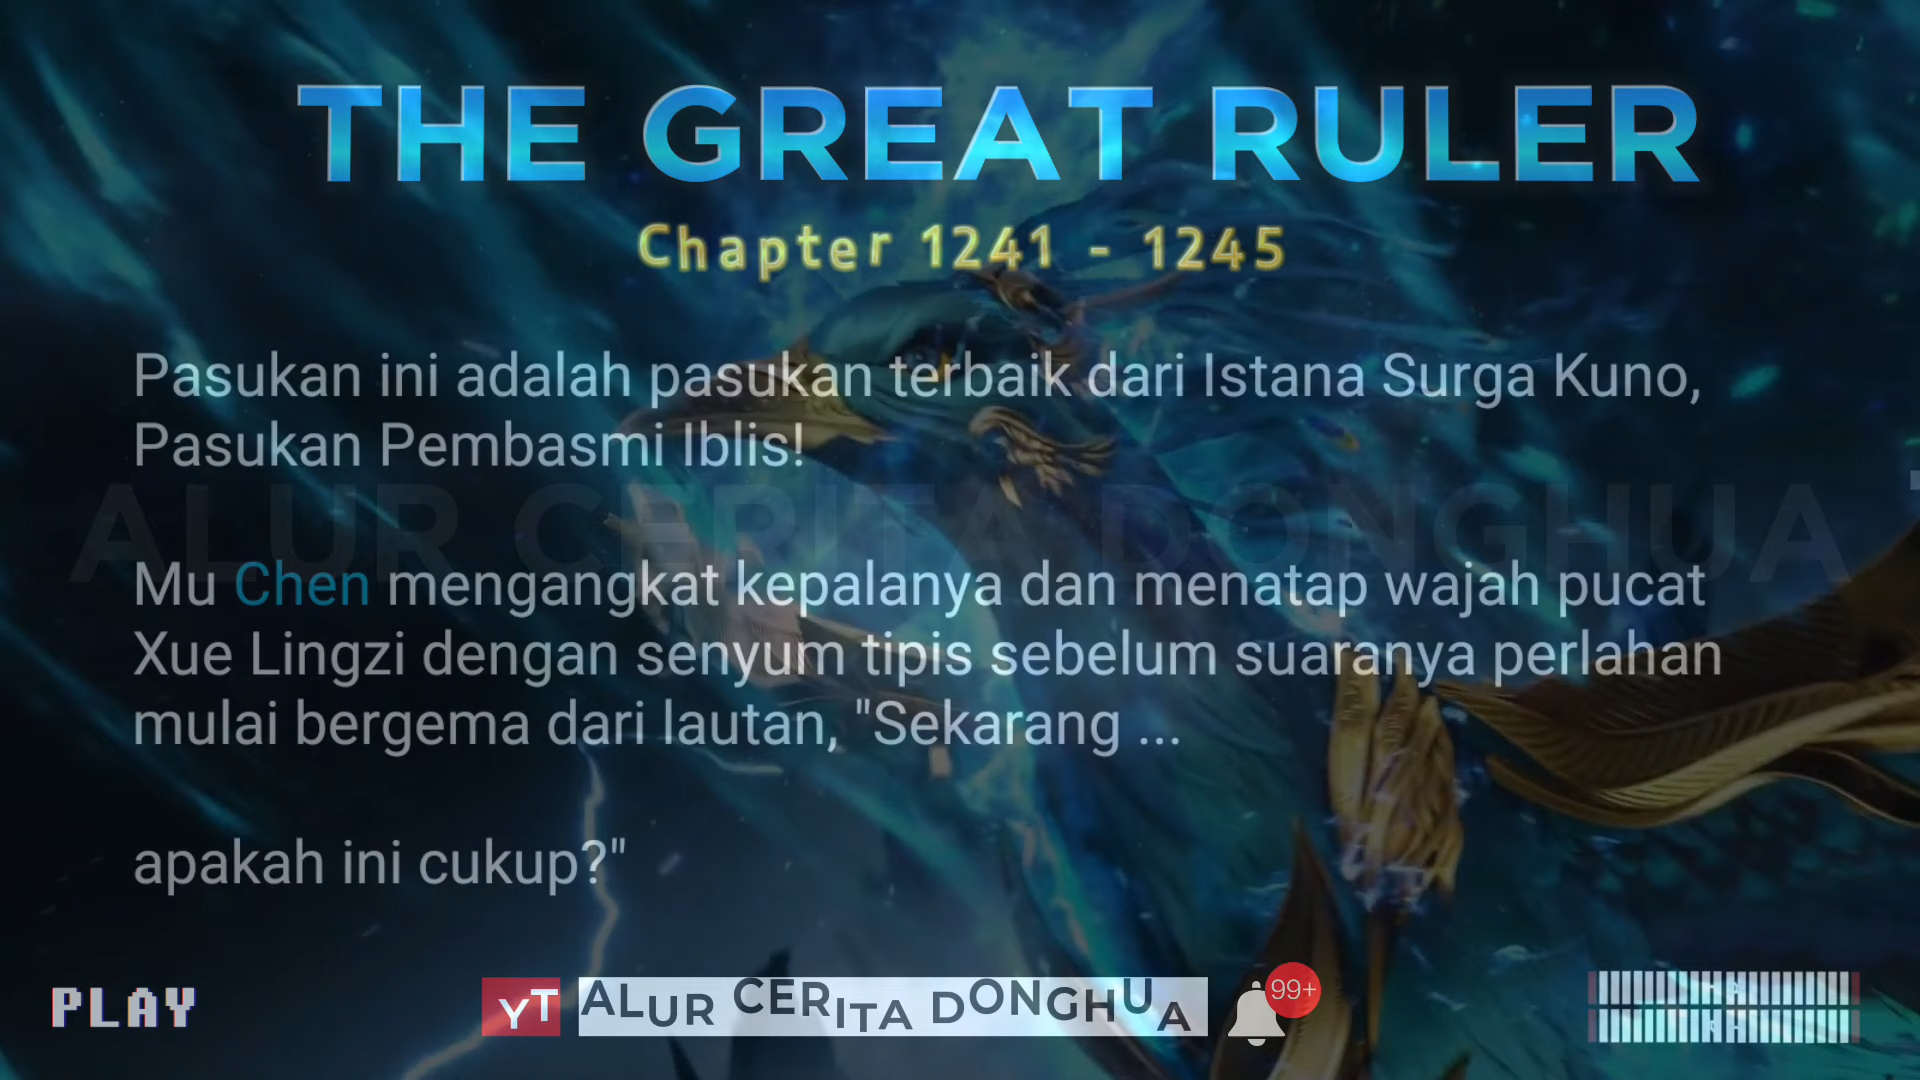 THE GREAT RULER
Chapter 1241 - 1245
Pasukan ini adalah pasukan terbaik dari Istana Surga Kuno,
Pasukan Pembasmi Iblis!
ALUR CERITA DONGHUA
Mu Chen mengangkat kepalanya dan menatap wajah pucat
Xue Lingzi dengan senyum tipis sebelum suaranya perlahan
mulai bergema dari lautan, "Sekarang ...
apakah ini cukup?"
PLAY
YT ALUR CERITA DONGHUA 99+